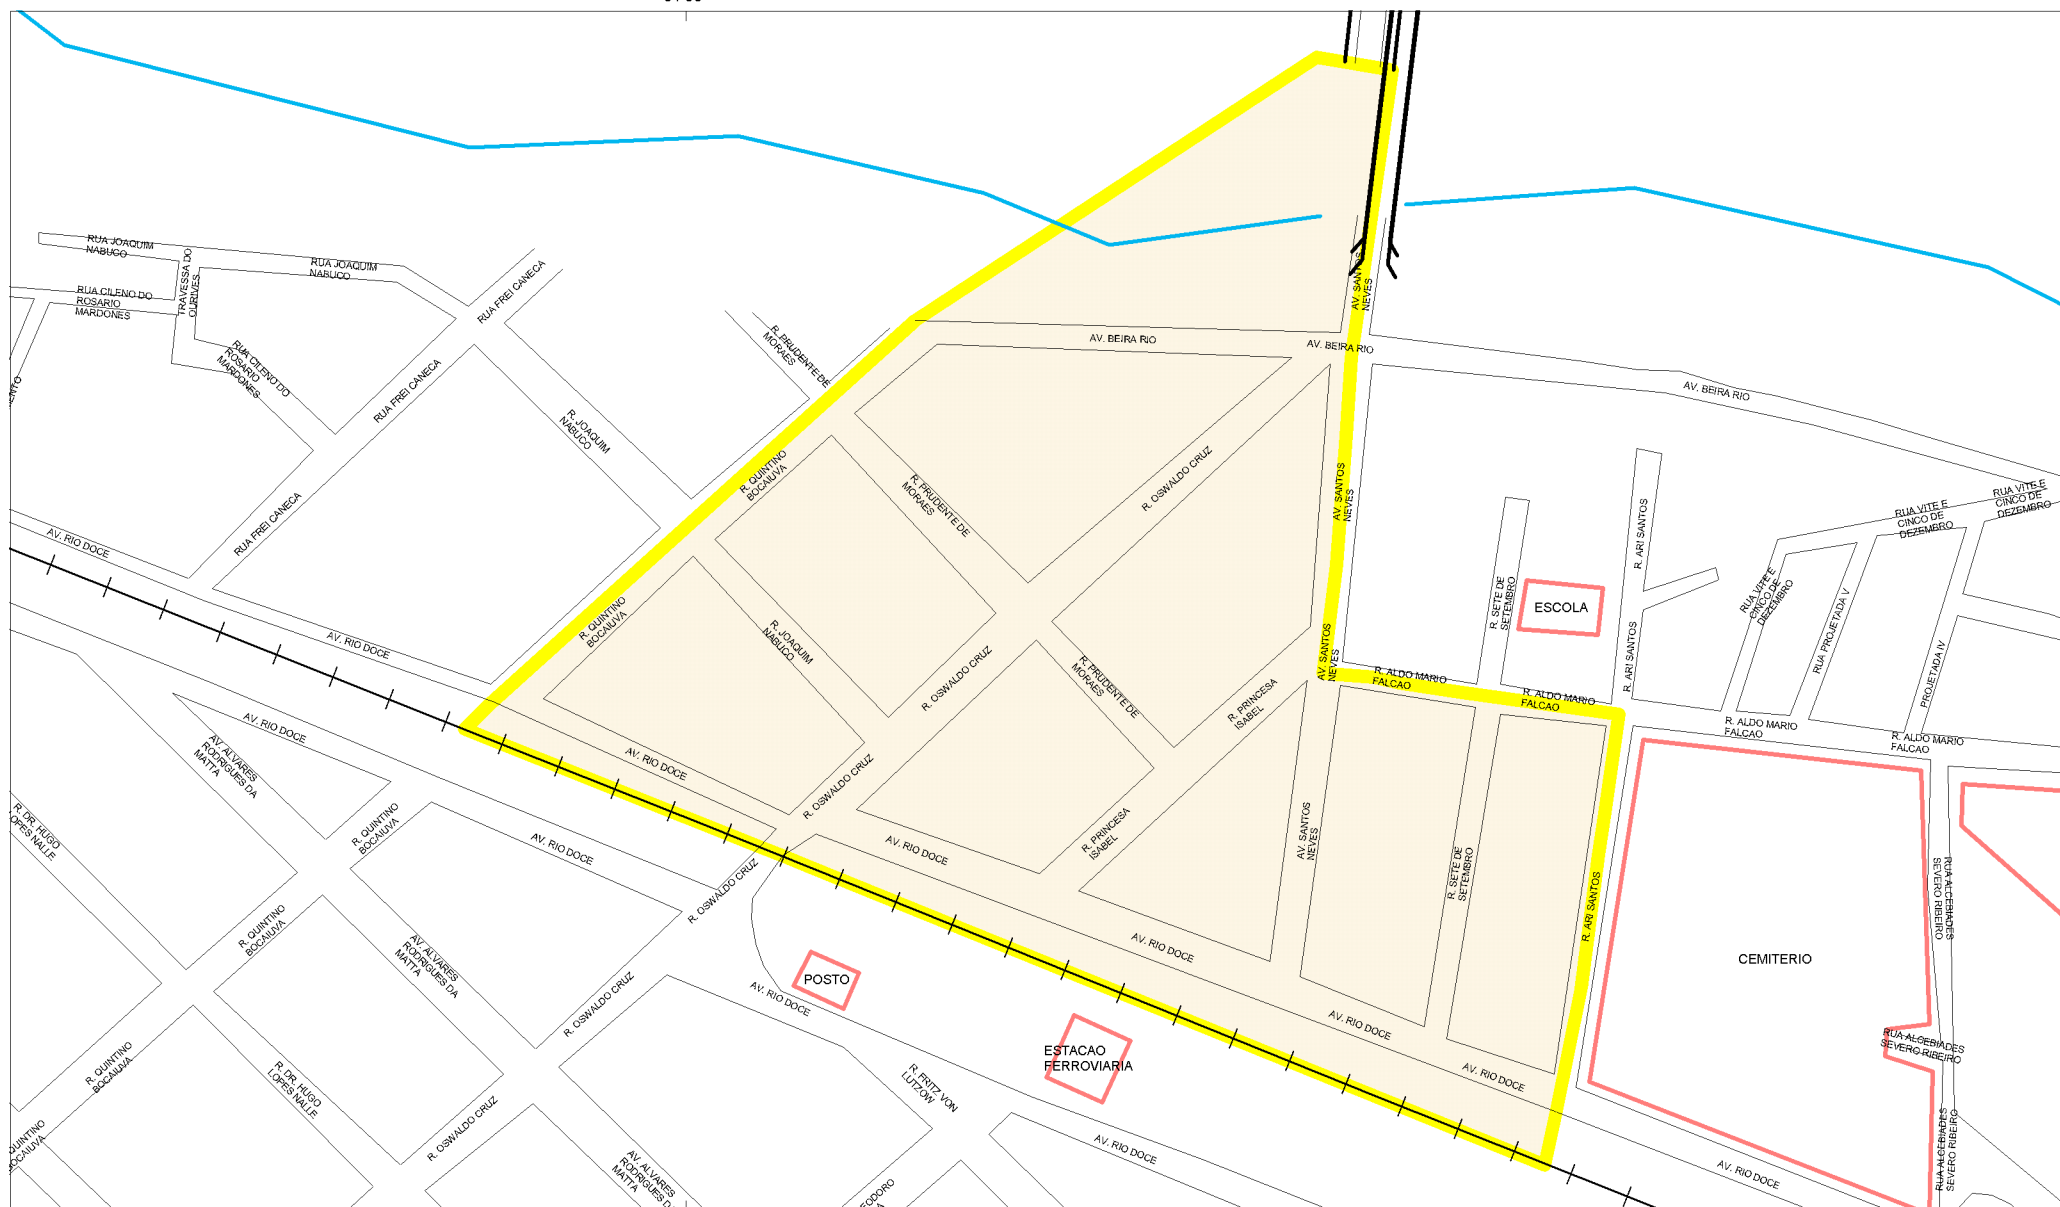 RUA JOAQUIM
NABUCO
TRAVESSA DO
OURIVES
RUA JOAQUIM
NABUCO
RUA FREI CANECA
RUA CILENO DO
ROSARIO
MARDONES
RUA CILENO DO
ROSARIO
MARDONES
RUA FREI CANECA
R. PRUDENTE DE
MORAES
AV. SANTOS
NEVES
AV. BEIRA RIO
AV. BEIRA RIO
AV. BEIRA RIO
R. JOAQUIM
NABUCO
R. QUINTINO
BOCAIUVA
R. PRUDENTE DE
MORAES
R. OSWALDO CRUZ
AV. SANTOS
NEVES
RUA FREI CANECA
AV. RIO DOCE
R. ARI SANTOS
RUA VITE E
CINCO DE
DEZEMBRO
RUA VITE E
CINCO DE
DEZEMBRO
RUA VITE E
CINCO DE
DEZEMBRO
R. SETE DE
SETEMBRO
ESCOLA
RUA PROJETADA V
PROJETADA IV
R. ARI SANTOS
AV. RIO DOCE
R. QUINTINO
BOCAIUVA
R. JOAQUIM
NABUCO
R. OSWALDO CRUZ
R. PRUDENTE DE
MORAES
R. PRINCESA
ISABEL
AV. SANTOS
NEVES
R. ALDO MARIO
FALCAO
R. ALDO MARIO
FALCAO
R. ALDO MARIO
FALCAO
R. ALDO MARIO
FALCAO
AV. RIO DOCE
AV. ALVARES
RODRIGUES DA
MATTA
AV. RIO DOCE
R. OSWALDO CRUZ
R. DR. HUGO
LOPES NALLE
R. QUINTINO
BOCAIUVA
AV. RIO DOCE
R. OSWALDO CRUZ
AV. RIO DOCE
R. PRINCESA
ISABEL
AV. SANTOS
NEVES
R. SETE DE
SETEMBRO
R. ARI SANTOS
RUA ALCEBIADES
SEVERO RIBEIRO
CEMITERIO
R. QUINTINO
BOCAIUVA
AV. ALVARES
RODRIGUES DA
MATTA
POSTO
AV. RIO DOCE
R. OSWALDO CRUZ
AV. RIO DOCE
AV. RIO DOCE
ESTACAO
FERROVIARIA
AV. RIO DOCE
RUA ALCEBIADES
SEVERO RIBEIRO
R. QUINTINO
BOCAIUVA
R. DR. HUGO
LOPES NALLE
R. OSWALDO CRUZ
R. FRITZ VON
LUTZOW
AV. RIO DOCE
AV. RIO DOCE
QUINTINO
BOCAIUVA
AV. ALVARES
RODRIGUES DA
MATTA
RUA ALCEBIADES
SEVERO RIBEIRO